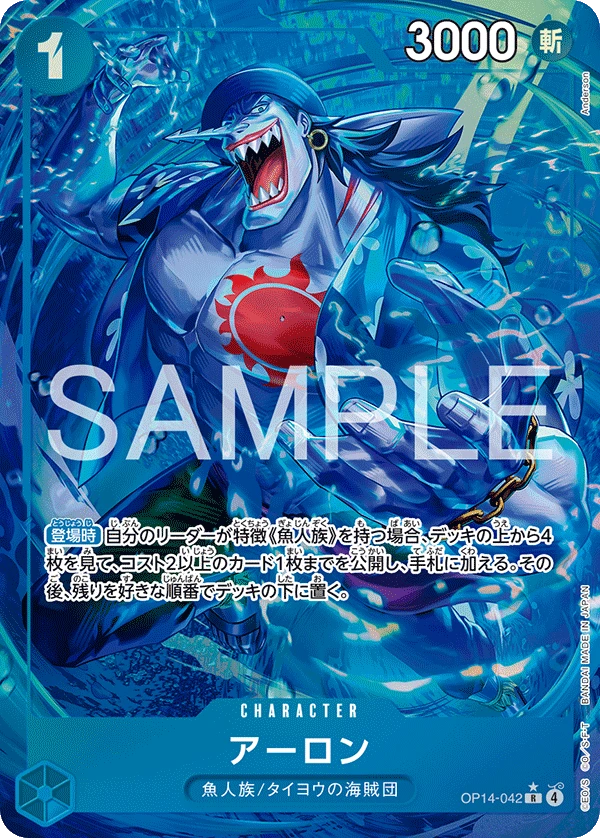 1
3000 斬
Anderson
SAMPLE
登場時 自分のリーダーが特徴《魚人族》を持つ場合、デッキの上から4
枚を見て、コスト2以上のカード1枚までを公開し、手札に加える。その
後、残りを好きな順番でデッキの下に置く。
CHARACTER
アーロン
魚人族/タイヨウの海賊団
OP14-042 R 4
©E.O/S. ©O./S.・F・T BANDAI MADE IN JAPAN